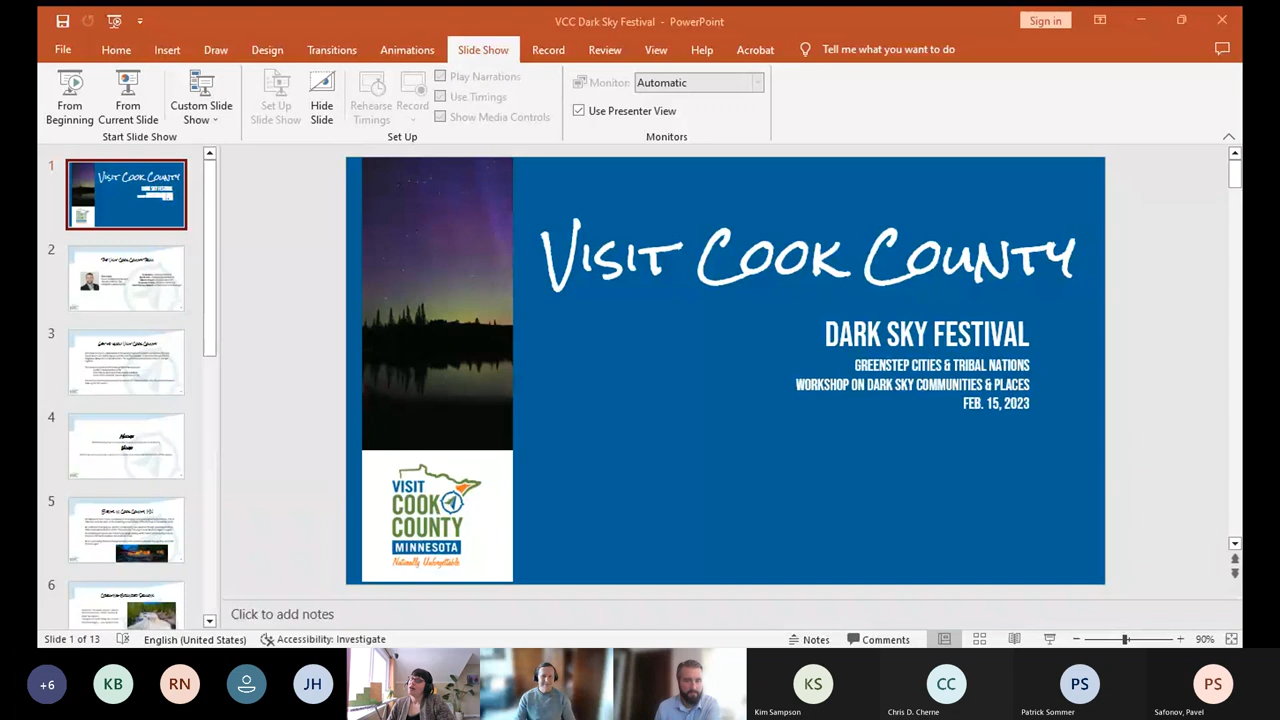 VCC Dark Sky Festival - PowerPoint
Sign in
File Home Insert Draw Design Transitions Animations Slide Show Record Review View Help Acrobat Tell me what you want to do
From Beginning
From Current Slide
Custom Slide Show
Set Up Slide Show
Hide Slide
Rehearse Timings
Record
Play Narrations
Use Timings
Show Media Controls
Monitor: Automatic
Use Presenter View
Start Slide Show
Set Up
Monitors
1
2
3
4
5
6
Visit Cook County
DARK SKY FESTIVAL
GREENSTEP CITIES & TRIBAL NATIONS
WORKSHOP ON DARK SKY COMMUNITIES & PLACES
FEB. 15, 2023
VISIT
COOK
COUNTY
MINNESOTA
Naturally Unforgettable
Click to add notes
Slide 1 of 13 English (United States) Accessibility: Investigate Notes Comments 90%
+6 KB RN JH KS CC PS PS
Kim Sampson Chris D. Cherne Patrick Sommer Safonov, Pavel